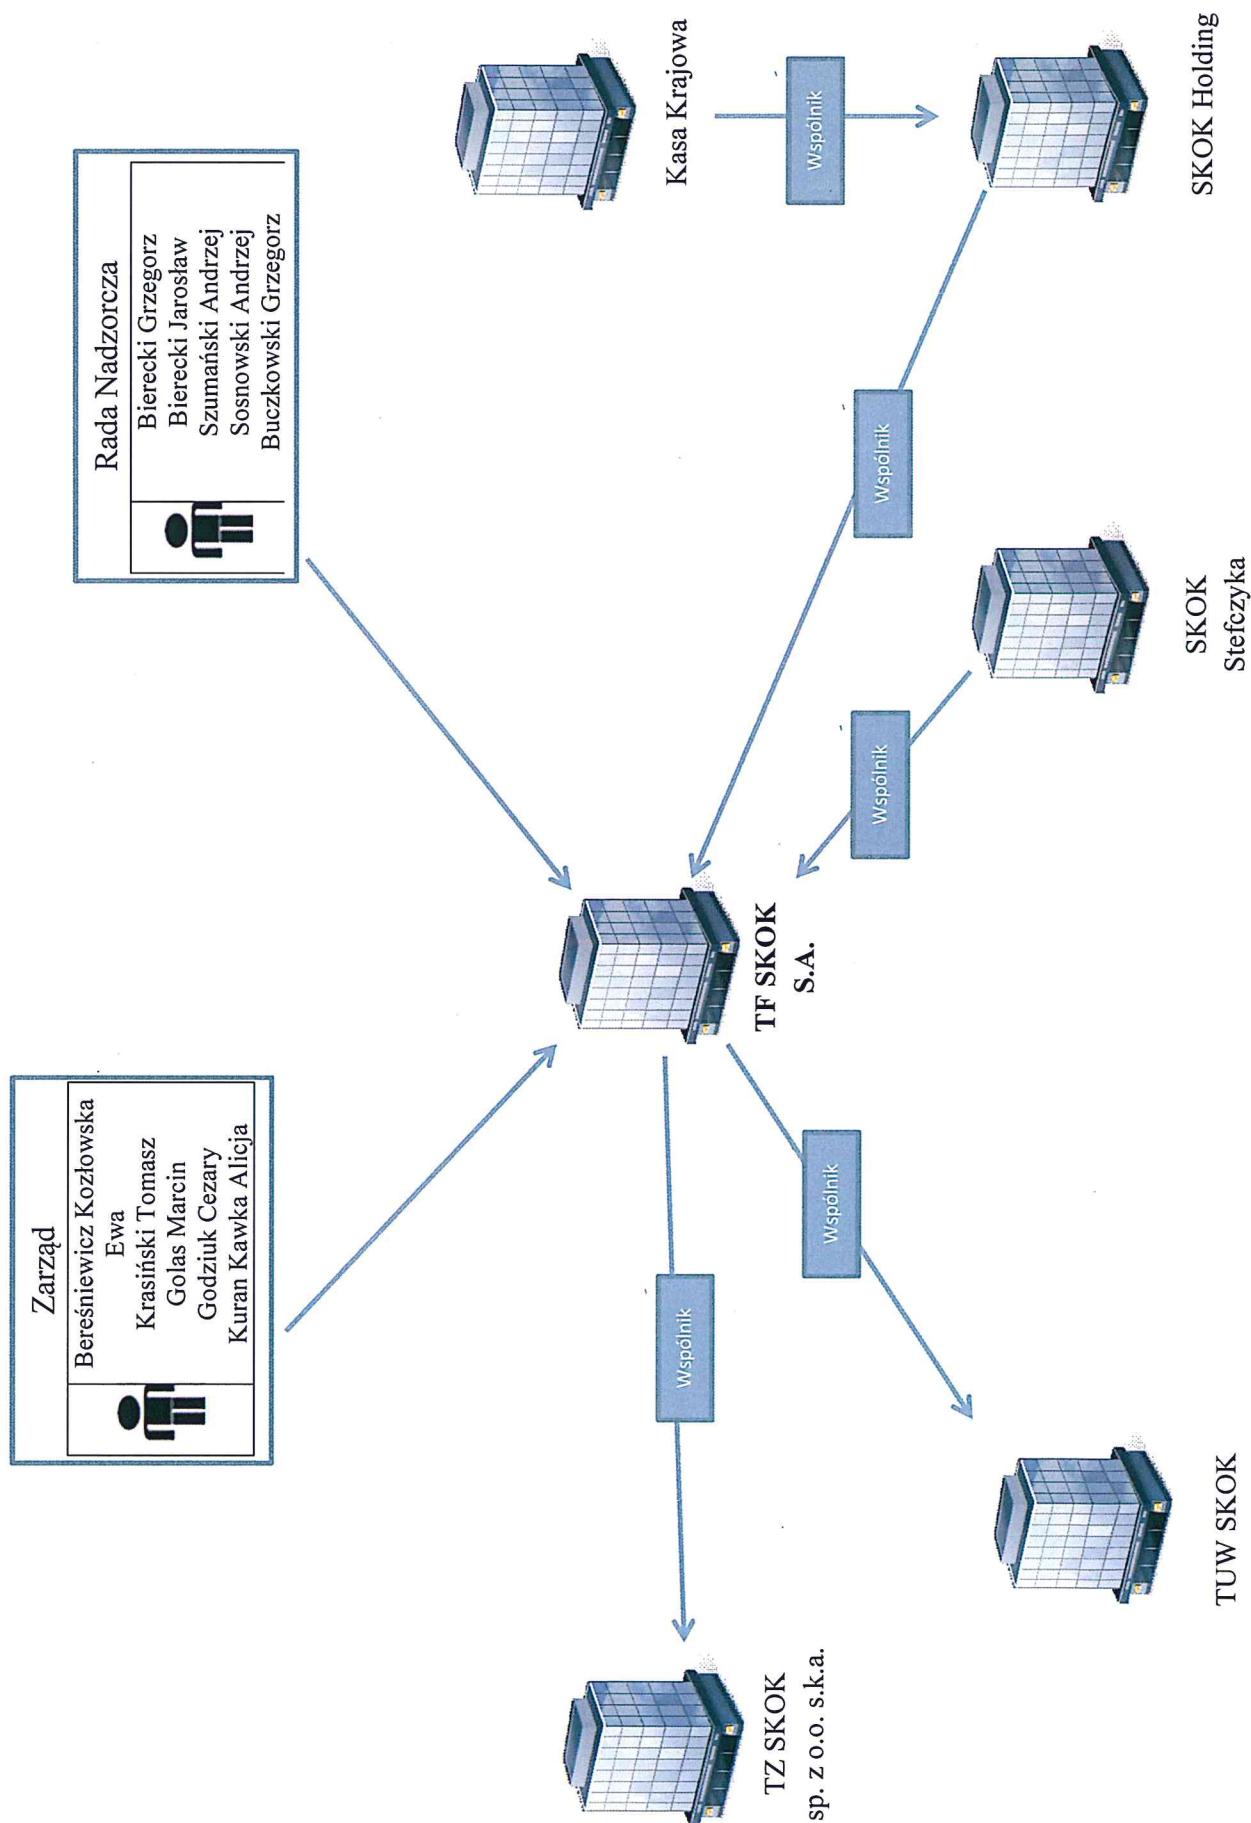 Zarząd
Bereśniewicz Kozłowska
Ewa
Krasiński Tomasz
Golas Marcin
Godziuk Cezary
Kuran Kawka Alicja
Rada Nadzorcza
Bierecki Grzegorz
Bierecki Jarosław
Szumański Andrzej
Sosnowski Andrzej
Buczkowski Grzegorz
Kasa Krajowa
Wspólnik
TF SKOK
S.A.
Wspólnik
Wspólnik
Wspólnik
Wspólnik
TZ SKOK
sp. z o.o. s.k.a.
TUW SKOK
SKOK
Stefczyka
SKOK Holding